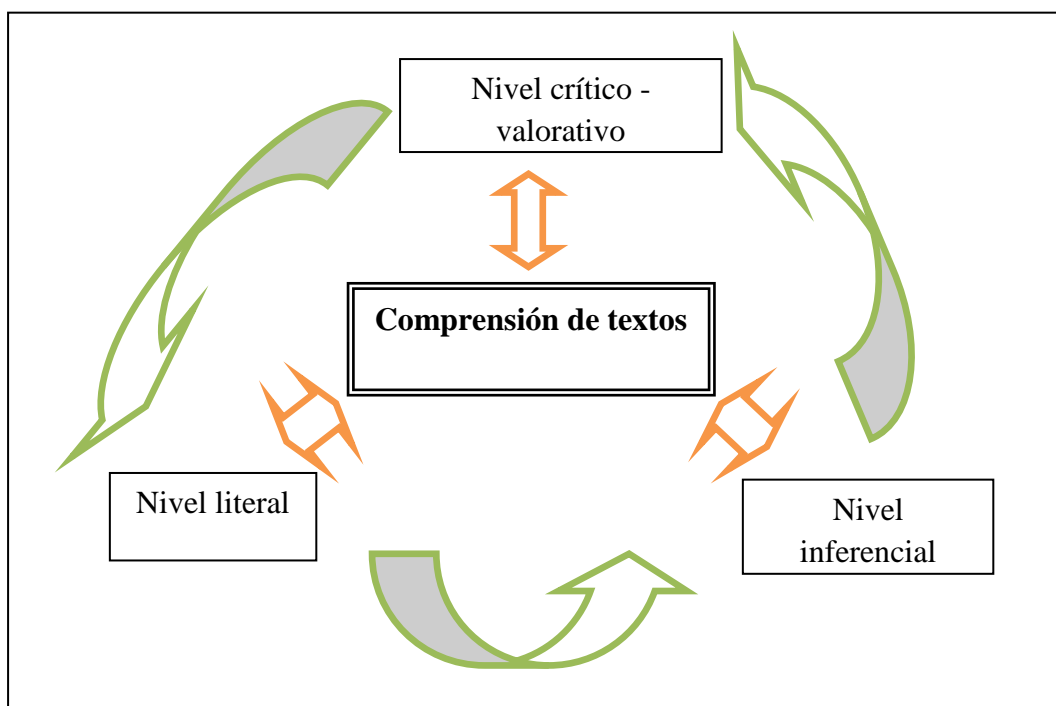 Nivel crítico -
valorativo
Comprensión de textos
Nivel literal
Nivel
inferencial